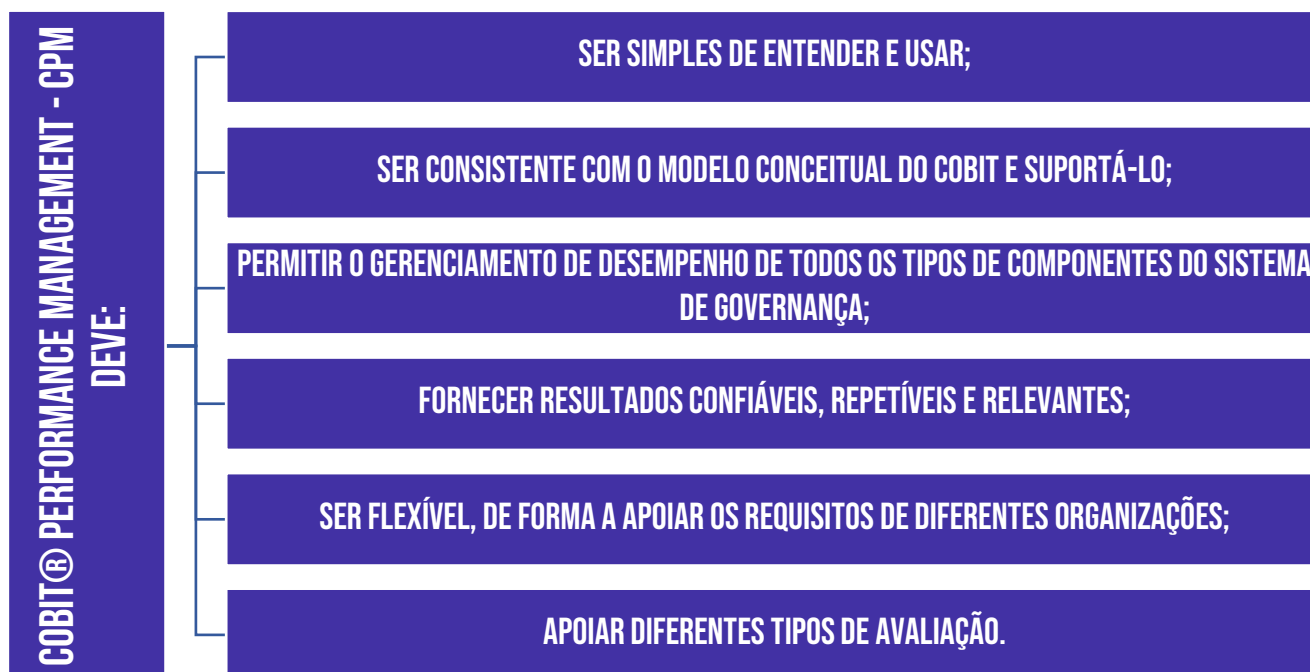 COBIT® PERFORMANCE MANAGEMENT - CPM
DEVE:
SER SIMPLES DE ENTENDER E USAR;
SER CONSISTENTE COM O MODELO CONCEITUAL DO COBIT E SUPORTÁ-LO;
PERMITIR O GERENCIAMENTO DE DESEMPENHO DE TODOS OS TIPOS DE COMPONENTES DO SISTEMA
DE GOVERNANÇA;
FORNECER RESULTADOS CONFIÁVEIS, REPETÍVEIS E RELEVANTES;
SER FLEXÍVEL, DE FORMA A APOIAR OS REQUISITOS DE DIFERENTES ORGANIZAÇÕES;
APOIAR DIFERENTES TIPOS DE AVALIAÇÃO.